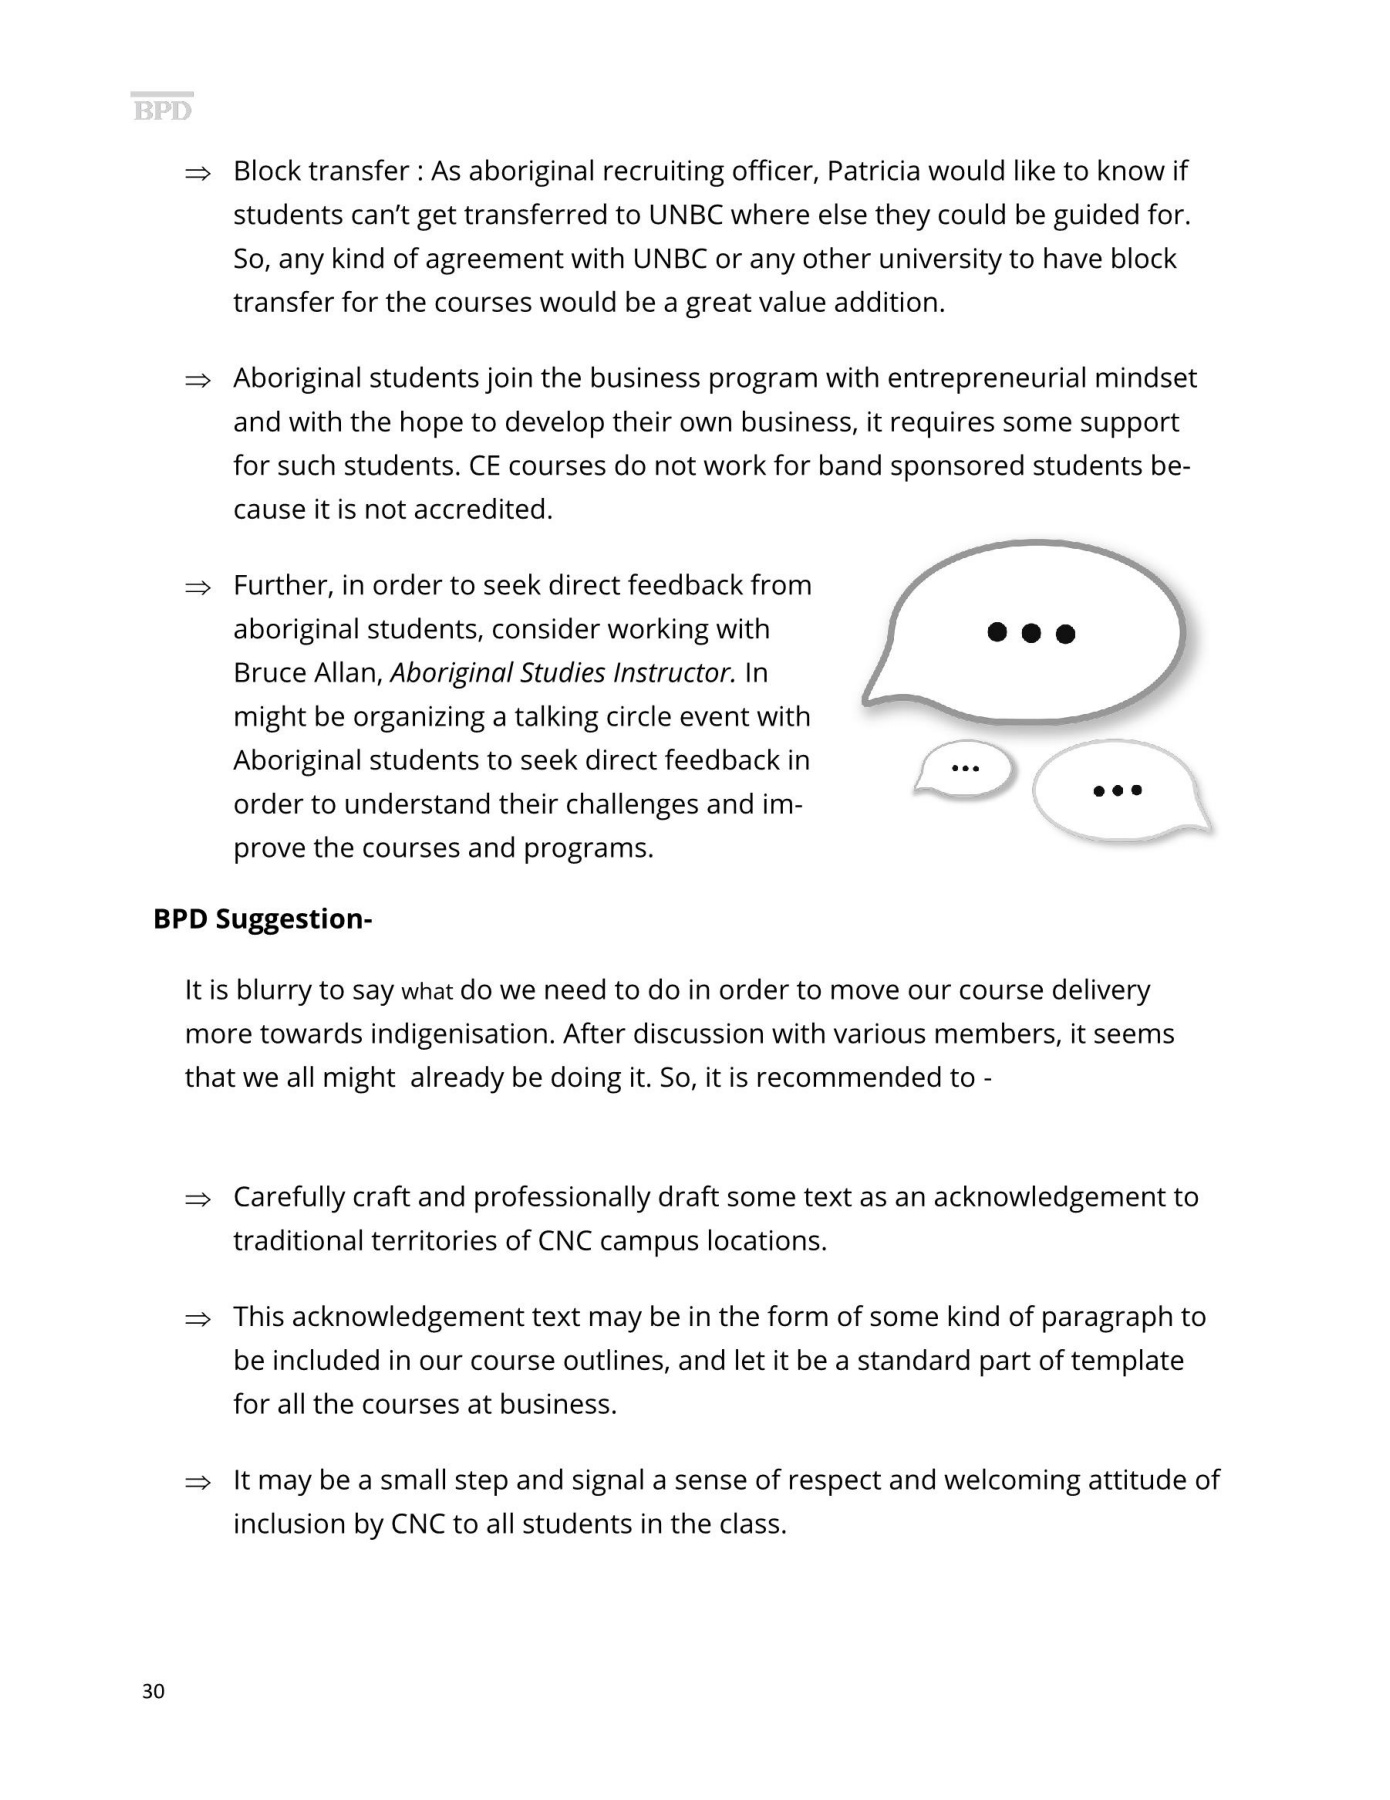 BPD
⇒ Block transfer : As aboriginal recruiting officer, Patricia would like to know if
students can’t get transferred to UNBC where else they could be guided for.
So, any kind of agreement with UNBC or any other university to have block
transfer for the courses would be a great value addition.
⇒ Aboriginal students join the business program with entrepreneurial mindset
and with the hope to develop their own business, it requires some support
for such students. CE courses do not work for band sponsored students be-
cause it is not accredited.
⇒ Further, in order to seek direct feedback from
aboriginal students, consider working with
Bruce Allan, Aboriginal Studies Instructor. In
might be organizing a talking circle event with
Aboriginal students to seek direct feedback in
order to understand their challenges and im-
prove the courses and programs.
BPD Suggestion-
It is blurry to say what do we need to do in order to move our course delivery
more towards indigenisation. After discussion with various members, it seems
that we all might  already be doing it. So, it is recommended to -
⇒ Carefully craft and professionally draft some text as an acknowledgement to
traditional territories of CNC campus locations.
⇒ This acknowledgement text may be in the form of some kind of paragraph to
be included in our course outlines, and let it be a standard part of template
for all the courses at business.
⇒ It may be a small step and signal a sense of respect and welcoming attitude of
inclusion by CNC to all students in the class.
30